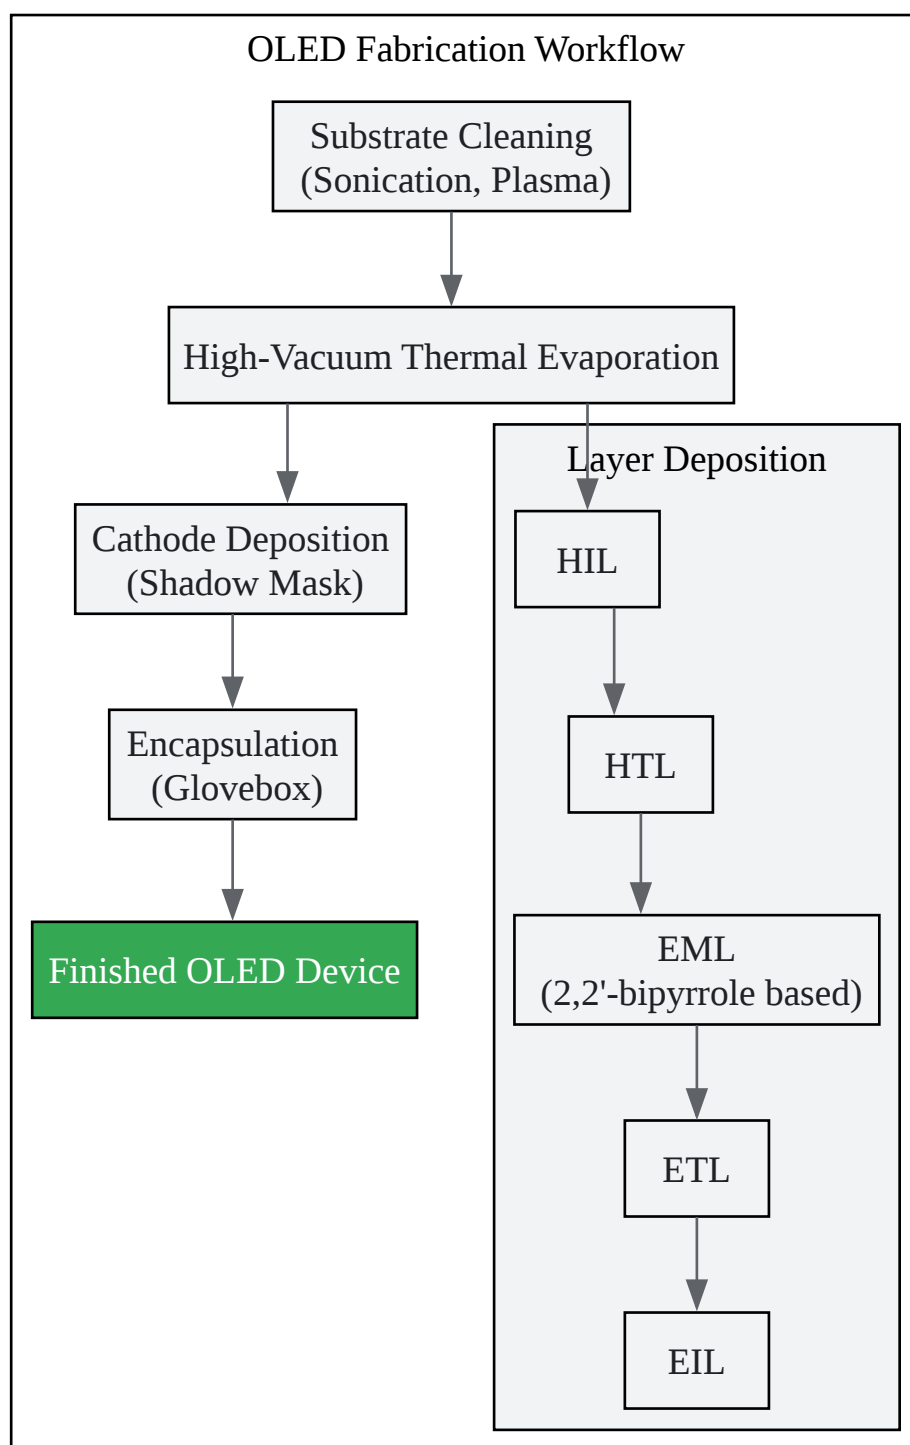 OLED Fabrication Workflow
Substrate Cleaning
(Sonication, Plasma)
High-Vacuum Thermal Evaporation
Cathode Deposition
(Shadow Mask)
Encapsulation
(Glovebox)
Finished OLED Device
Layer Deposition
HIL
HTL
EML
(2,2'-bipyrrole based)
ETL
EIL